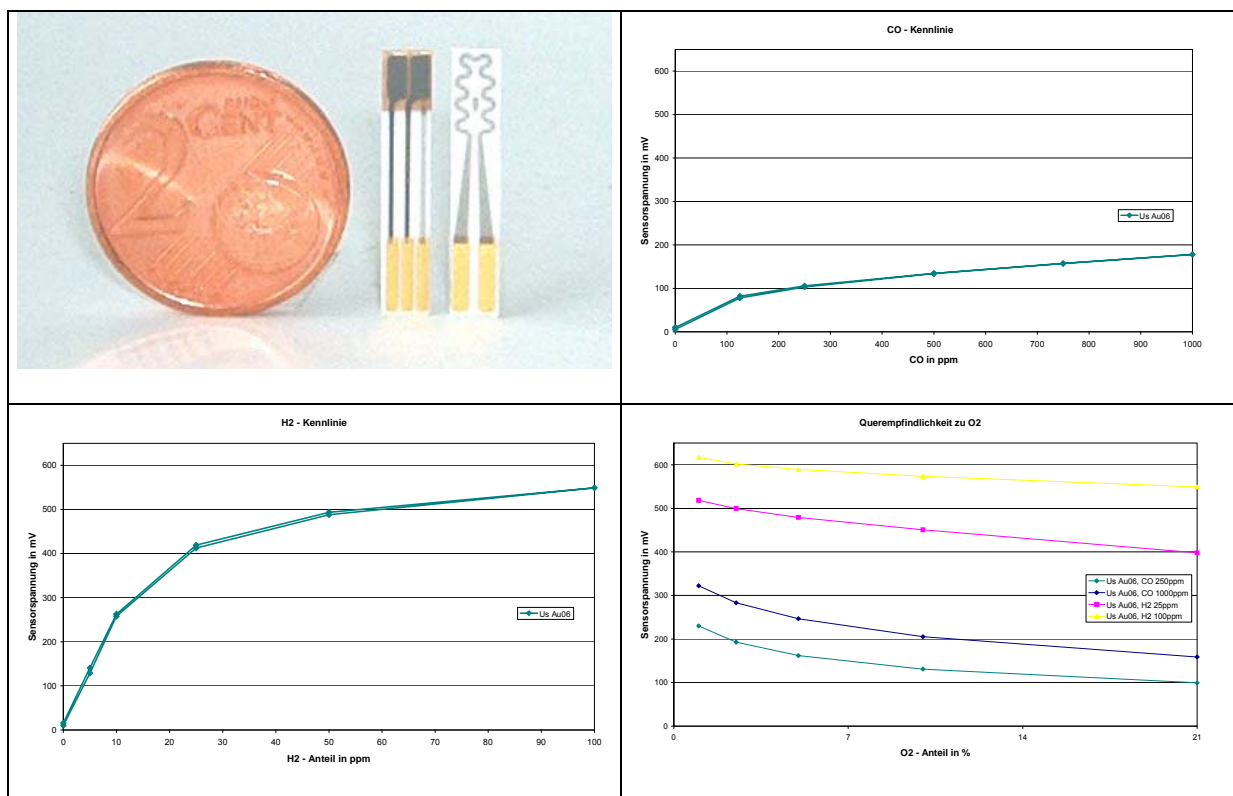 2
EURO
CENT
CO - Kennlinie
Sensorspannung in mV
600
500
400
300
200
100
0
Us Au06
0 100 200 300 400 500 600 700 800 900 1000
CO in ppm
H2 - Kennlinie
Sensorspannung in mV
600
500
400
300
200
100
0
Us Au06
0 10 20 30 40 50 60 70 80 90 100
H2 - Anteil in ppm
Querempfindlichkeit zu O2
Sensorspannung in mV
600
500
400
300
200
100
0
Us Au06, CO 250ppm
Us Au06, CO 1000ppm
Us Au06, H2 25ppm
Us Au06, H2 100ppm
0 7 14 21
O2 - Anteil in %